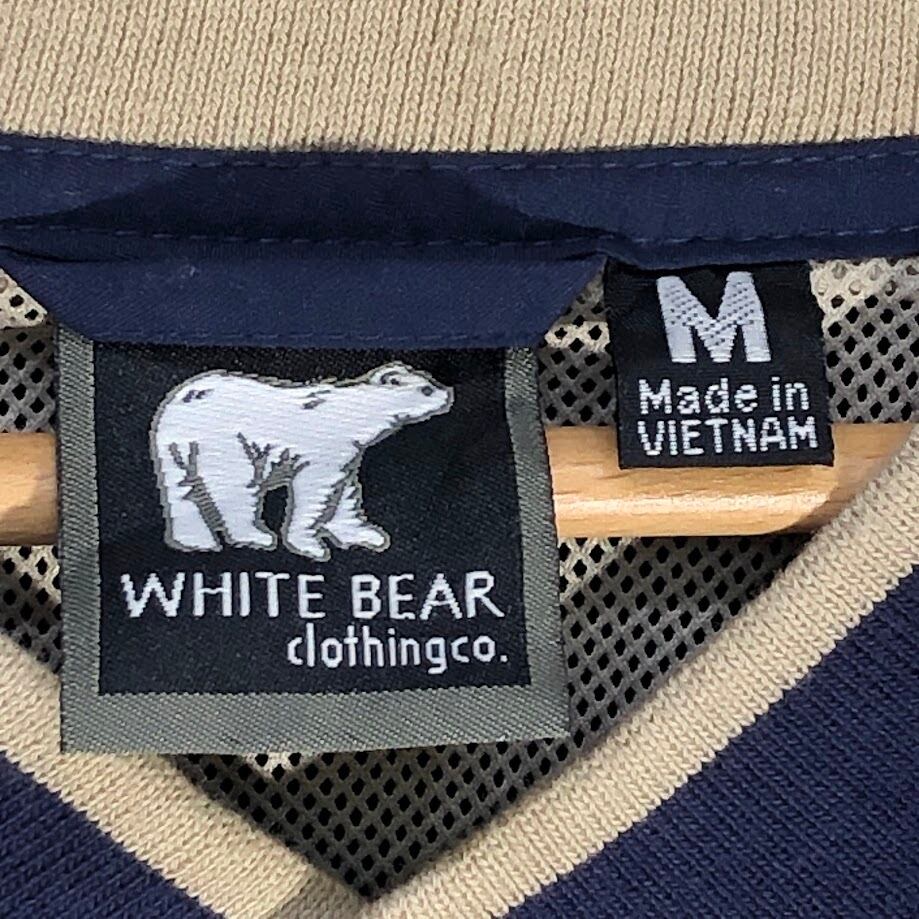 WHITE BEAR
clothingco.
M
Made in
VIETNAM